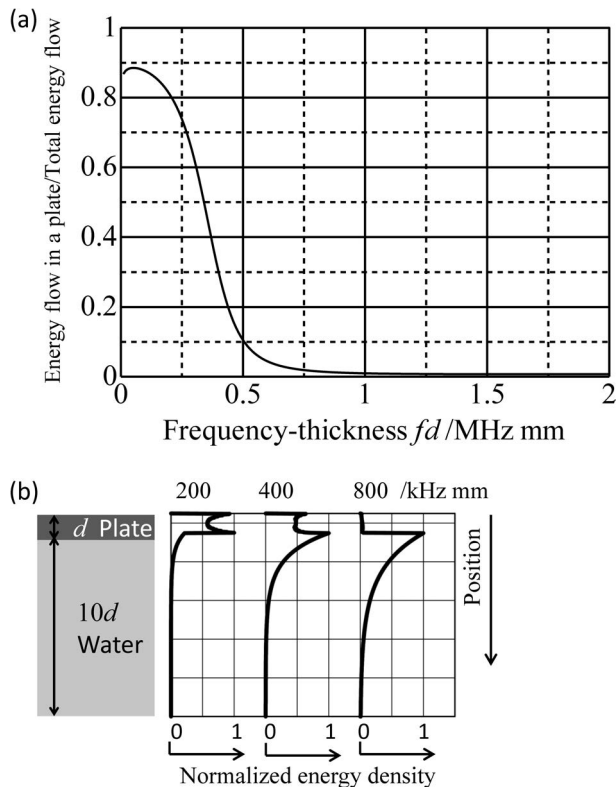 (a)
Energy flow in a plate/Total energy flow
1
0.8
0.6
0.4
0.2
0
0 0.5 1 1.5 2
Frequency-thickness fd /MHz mm
(b)
200 400 800 /kHz mm
d Plate
10d
Water
Position
0 1 0 1 0 1
Normalized energy density